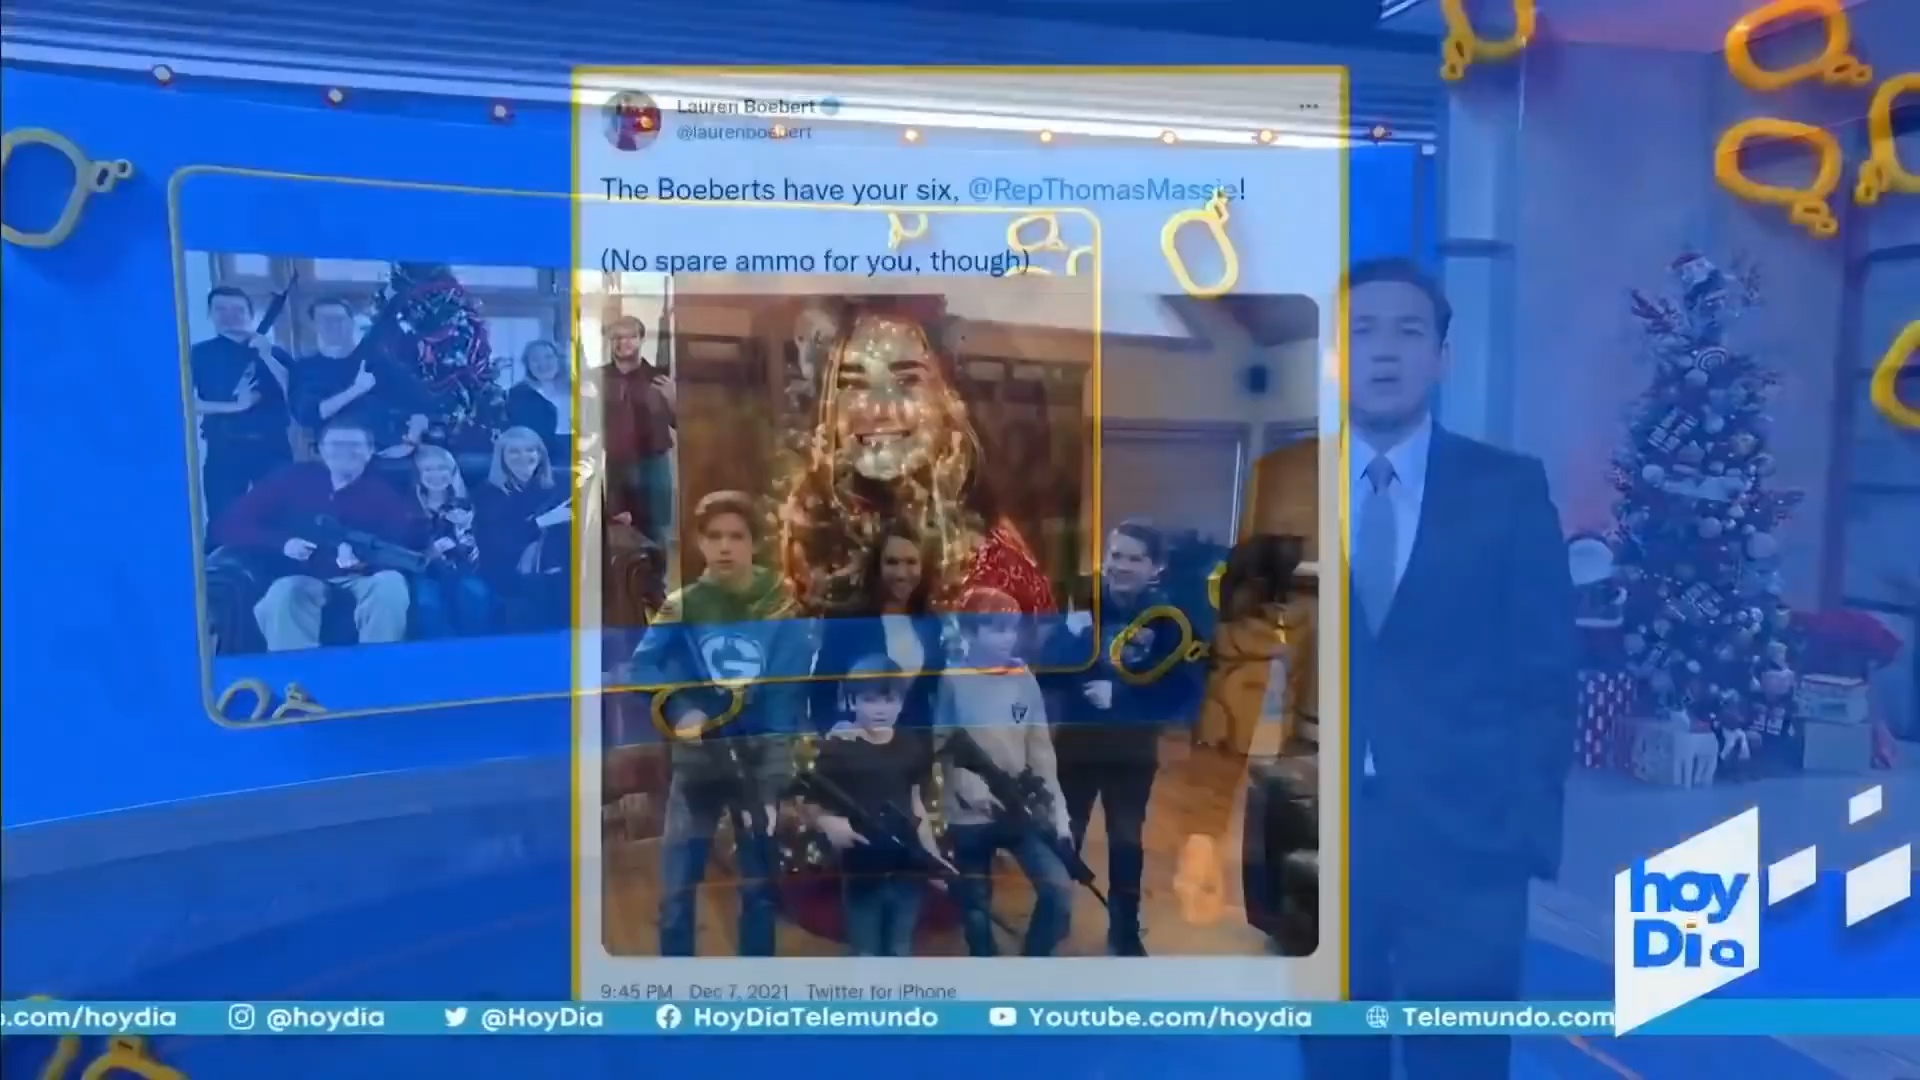 Lauren Boebert
@laurenboebert
The Boeberts have your six, @RepThomasMassie!
(No spare ammo for you, though)
G
9:45 PM Dec 7, 2021 Twitter for iPhone
hoy
Dia
o.com/hoydia @hoydia @HoyDia HoyDiaTelemundo Youtube.com/hoydia Telemundo.com